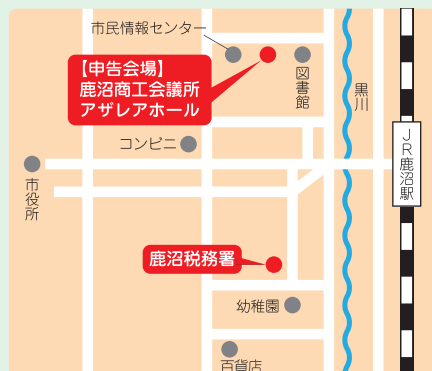 市民情報センター
【申告会場】
鹿沼商工会議所
アザレアホール
図書館
黒川
コンビニ
JR鹿沼駅
市役所
鹿沼税務署
幼稚園
百貨店